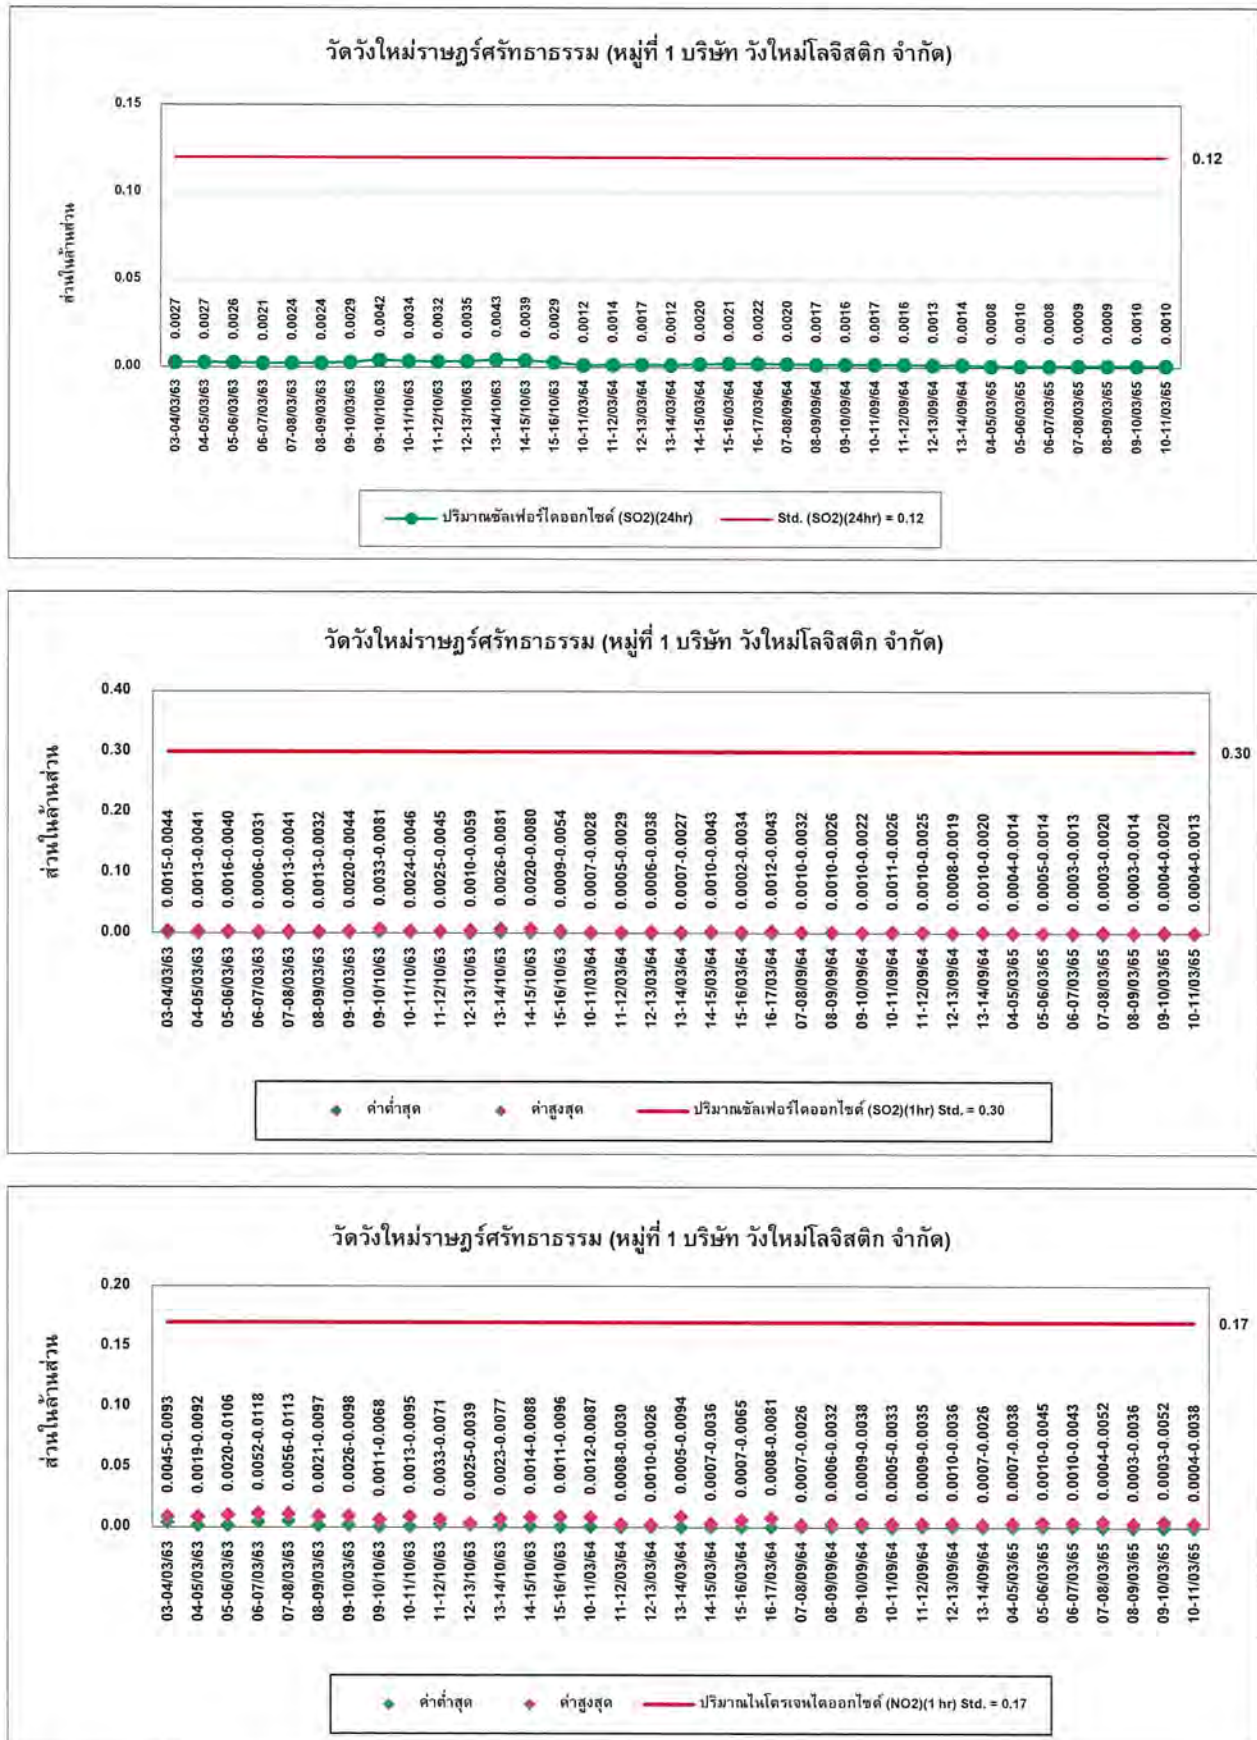 วัดวังใหม่ราษฎร์ศรัทธาธรรม (หมู่ที่ 1 บริษัท วังใหม่โลจิสติก จำกัด)
0.15
0.10
0.05
0.00
ส่วนในล้านส่วน
0.12
0.0027 0.0027 0.0026 0.0021 0.0024 0.0024 0.0029 0.0042 0.0034 0.0032 0.0035 0.0043 0.0039 0.0029 0.0012 0.0014 0.0017 0.0012 0.0020 0.0021 0.0022 0.0020 0.0017 0.0016 0.0017 0.0016 0.0013 0.0014 0.0008 0.0010 0.0008 0.0009 0.0009 0.0010 0.0010
03-04/03/63 04-05/03/63 05-06/03/63 06-07/03/63 07-08/03/63 08-09/03/63 09-10/03/63 09-10/10/63 10-11/10/63 11-12/10/63 12-13/10/63 13-14/10/63 14-15/10/63 15-16/10/63 10-11/03/64 11-12/03/64 12-13/03/64 13-14/03/64 14-15/03/64 15-16/03/64 16-17/03/64 07-08/09/64 08-09/09/64 09-10/09/64 10-11/09/64 11-12/09/64 12-13/09/64 13-14/09/64 04-05/03/65 05-06/03/65 06-07/03/65 07-08/03/65 08-09/03/65 09-10/03/65 10-11/03/65
ปริมาณซัลเฟอร์ไดออกไซด์ (SO2)(24hr) Std. (SO2)(24hr) = 0.12
วัดวังใหม่ราษฎร์ศรัทธาธรรม (หมู่ที่ 1 บริษัท วังใหม่โลจิสติก จำกัด)
0.40
0.30
0.20
0.10
0.00
ส่วนในล้านส่วน
0.30
0.0015-0.0044 0.0013-0.0041 0.0016-0.0040 0.0006-0.0031 0.0013-0.0041 0.0013-0.0032 0.0020-0.0044 0.0033-0.0081 0.0024-0.0046 0.0025-0.0045 0.0010-0.0059 0.0026-0.0081 0.0020-0.0080 0.0009-0.0054 0.0007-0.0028 0.0005-0.0029 0.0006-0.0038 0.0007-0.0027 0.0010-0.0043 0.0002-0.0034 0.0012-0.0043 0.0010-0.0032 0.0010-0.0026 0.0010-0.0022 0.0011-0.0026 0.0010-0.0025 0.0008-0.0019 0.0010-0.0020 0.0004-0.0014 0.0005-0.0014 0.0003-0.0013 0.0003-0.0020 0.0003-0.0014 0.0004-0.0020 0.0004-0.0013
03-04/03/63 04-05/03/63 05-06/03/63 06-07/03/63 07-08/03/63 08-09/03/63 09-10/03/63 09-10/10/63 10-11/10/63 11-12/10/63 12-13/10/63 13-14/10/63 14-15/10/63 15-16/10/63 10-11/03/64 11-12/03/64 12-13/03/64 13-14/03/64 14-15/03/64 15-16/03/64 16-17/03/64 07-08/09/64 08-09/09/64 09-10/09/64 10-11/09/64 11-12/09/64 12-13/09/64 13-14/09/64 04-05/03/65 05-06/03/65 06-07/03/65 07-08/03/65 08-09/03/65 09-10/03/65 10-11/03/65
ค่าต่ำสุด ค่าสูงสุด ปริมาณซัลเฟอร์ไดออกไซด์ (SO2)(1hr) Std. = 0.30
วัดวังใหม่ราษฎร์ศรัทธาธรรม (หมู่ที่ 1 บริษัท วังใหม่โลจิสติก จำกัด)
0.20
0.15
0.10
0.05
0.00
ส่วนในล้านส่วน
0.17
0.0045-0.0093 0.0019-0.0092 0.0020-0.0106 0.0052-0.0118 0.0056-0.0113 0.0021-0.0097 0.0026-0.0098 0.0011-0.0068 0.0013-0.0095 0.0033-0.0071 0.0025-0.0039 0.0023-0.0077 0.0014-0.0088 0.0011-0.0096 0.0012-0.0087 0.0008-0.0030 0.0010-0.0026 0.0005-0.0094 0.0007-0.0036 0.0007-0.0065 0.0008-0.0081 0.0007-0.0026 0.0006-0.0032 0.0009-0.0038 0.0005-0.0033 0.0009-0.0035 0.0010-0.0036 0.0007-0.0026 0.0007-0.0038 0.0010-0.0045 0.0010-0.0043 0.0004-0.0052 0.0003-0.0036 0.0003-0.0052 0.0004-0.0038
03-04/03/63 04-05/03/63 05-06/03/63 06-07/03/63 07-08/03/63 08-09/03/63 09-10/03/63 09-10/10/63 10-11/10/63 11-12/10/63 12-13/10/63 13-14/10/63 14-15/10/63 15-16/10/63 10-11/03/64 11-12/03/64 12-13/03/64 13-14/03/64 14-15/03/64 15-16/03/64 16-17/03/64 07-08/09/64 08-09/09/64 09-10/09/64 10-11/09/64 11-12/09/64 12-13/09/64 13-14/09/64 04-05/03/65 05-06/03/65 06-07/03/65 07-08/03/65 08-09/03/65 09-10/03/65 10-11/03/65
ค่าต่ำสุด ค่าสูงสุด ปริมาณไนโตรเจนไดออกไซด์ (NO2)(1 hr) Std. = 0.17